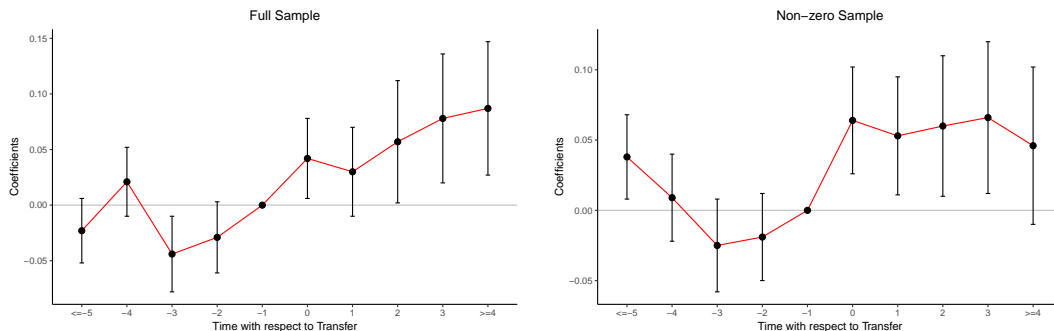 Full Sample
0.15
0.10
0.05
0.00
−0.05
Coefficients
<=−5 −4 −3 −2 −1 0 1 2 3 >=4
Time with respect to Transfer
Non−zero Sample
0.10
0.05
0.00
−0.05
Coefficients
<=−5 −4 −3 −2 −1 0 1 2 3 >=4
Time with respect to Transfer